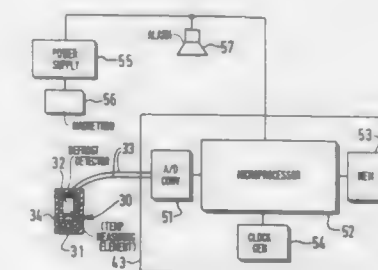 ALARM
57
POWER
SUPPLY
55
56
MAGNETRON
53
DEFROST
DETECTOR
33
32
A/D
CONV
MICROPROCESSOR
MEM
30
34
51
52
(TEMP
MEASURING
ELEMENT)
CLOCK
GEN
54
31
43